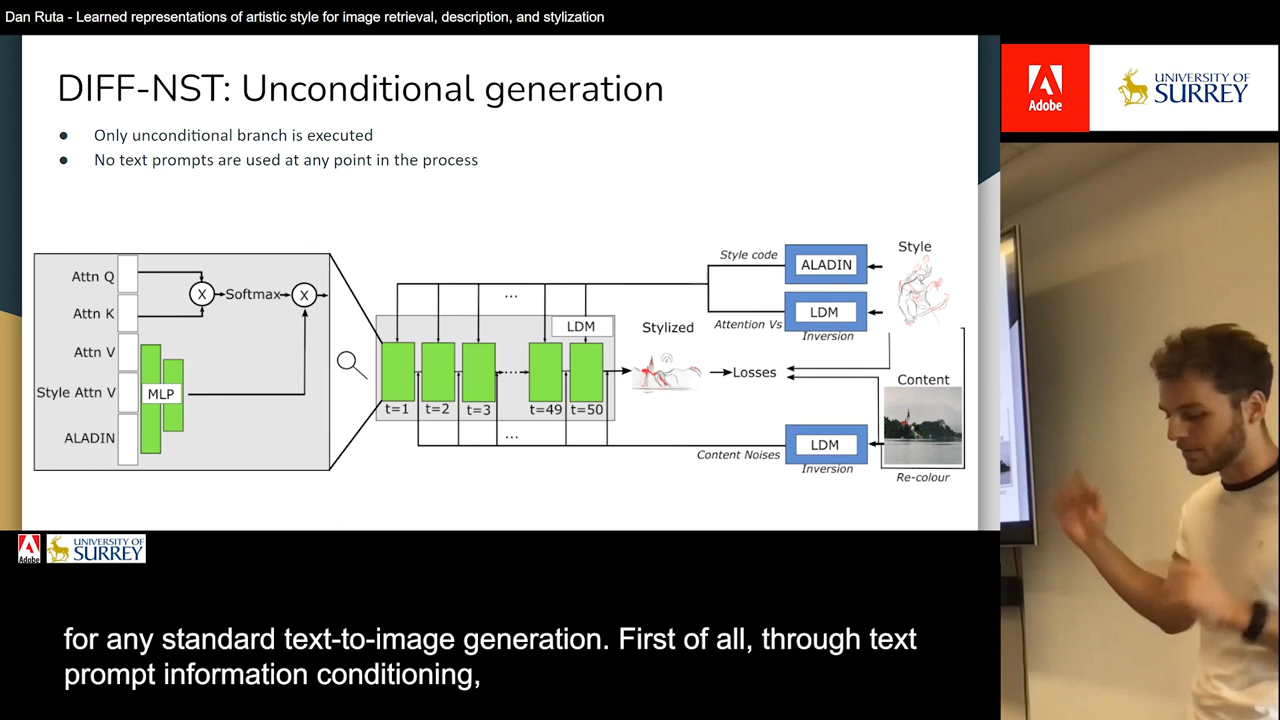 Dan Ruta - Learned representations of artistic style for image retrieval, description, and stylization
DIFF-NST: Unconditional generation
● Only unconditional branch is executed
● No text prompts are used at any point in the process
Adobe
UNIVERSITY OF
SURREY
Attn Q
Attn K
Attn V
Style Attn V
ALADIN
MLP
X
Softmax
X
LDM
...
t=1
t=2
t=3
....
t=49
t=50
...
Stylized
Losses
Style code
ALADIN
Style
Attention Vs
LDM
Inversion
Content
Content Noises
LDM
Inversion
Re-colour
Adobe
UNIVERSITY OF
SURREY
for any standard text-to-image generation. First of all, through text
prompt information conditioning,